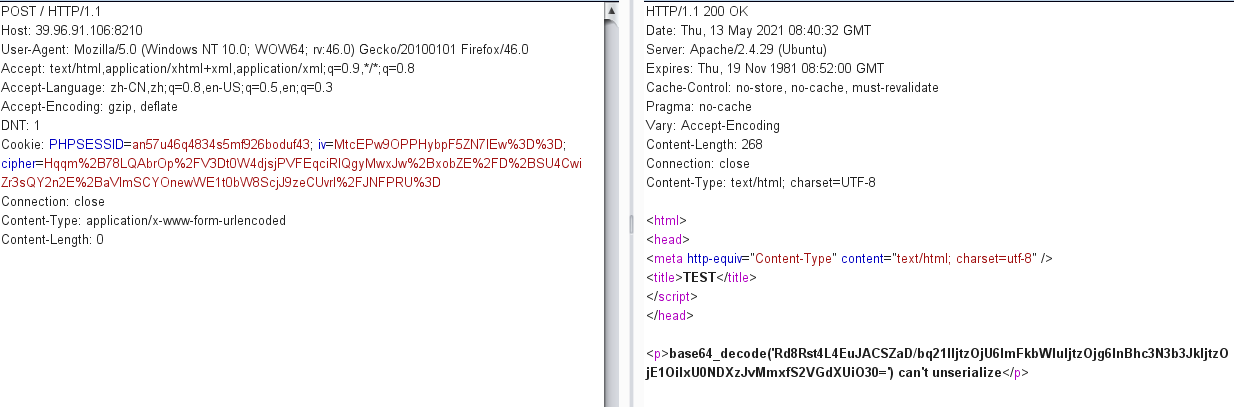 POST / HTTP/1.1
Host: 39.96.91.106:8210
User-Agent: Mozilla/5.0 (Windows NT 10.0; WOW64; rv:46.0) Gecko/20100101 Firefox/46.0
Accept: text/html,application/xhtml+xml,application/xml;q=0.9,*/*;q=0.8
Accept-Language: zh-CN,zh;q=0.8,en-US;q=0.5,en;q=0.3
Accept-Encoding: gzip, deflate
DNT: 1
Cookie: PHPSESSID=an57u46q4834s5mf926boduf43; iv=MtcEPw9OPPHybpF5ZN7IEw%3D%3D;
cipher=Hqqm%2B78LQAbrOp%2FV3Dt0W4djsjPVFEqciRIQgyMwxJw%2BxobZE%2FD%2BSU4Cwi
Zr3sQY2n2E%2BaVlmSCYOnewWE1t0bW8ScjJ9zeCUvrl%2FJNFPRU%3D
Connection: close
Content-Type: application/x-www-form-urlencoded
Content-Length: 0
HTTP/1.1 200 OK
Date: Thu, 13 May 2021 08:40:32 GMT
Server: Apache/2.4.29 (Ubuntu)
Expires: Thu, 19 Nov 1981 08:52:00 GMT
Cache-Control: no-store, no-cache, must-revalidate
Pragma: no-cache
Vary: Accept-Encoding
Content-Length: 268
Connection: close
Content-Type: text/html; charset=UTF-8
<html>
<head>
<meta http-equiv="Content-Type" content="text/html; charset=utf-8" />
<title>TEST</title>
</script>
</head>
<p>base64_decode('Rd8Rst4L4EuJACSZaD/bq21lIjtzOjU6ImFkbWluIjtzOjg6InBhc3N3b3JkIjtzO
jE1OiIxU0NDXzJvMmxfS2VGdXUiO30=') can't unserialize</p>